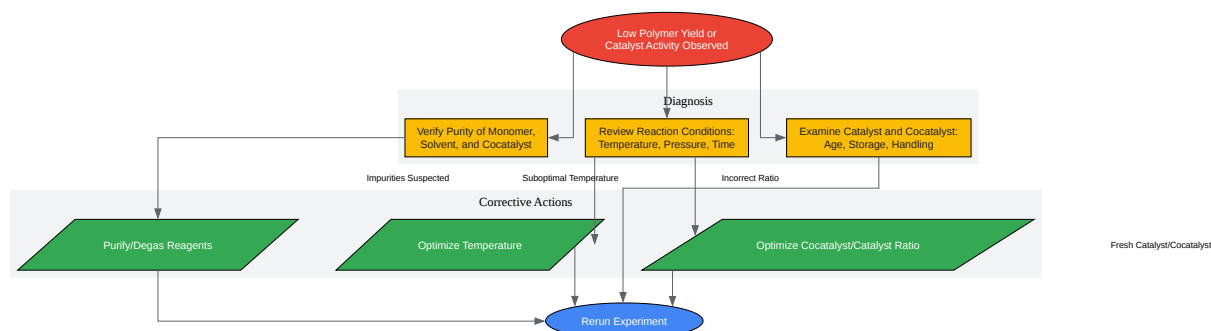 Low Polymer Yield or
Catalyst Activity Observed
Diagnosis
Verify Purity of Monomer,
Solvent, and Cocatalyst
Review Reaction Conditions:
Temperature, Pressure, Time
Examine Catalyst and Cocatalyst:
Age, Storage, Handling
Impurities Suspected
Suboptimal Temperature
Incorrect Ratio
Corrective Actions
Purify/Degas Reagents
Optimize Temperature
Optimize Cocatalyst/Catalyst Ratio
Fresh Catalyst/Cocatalyst
Rerun Experiment